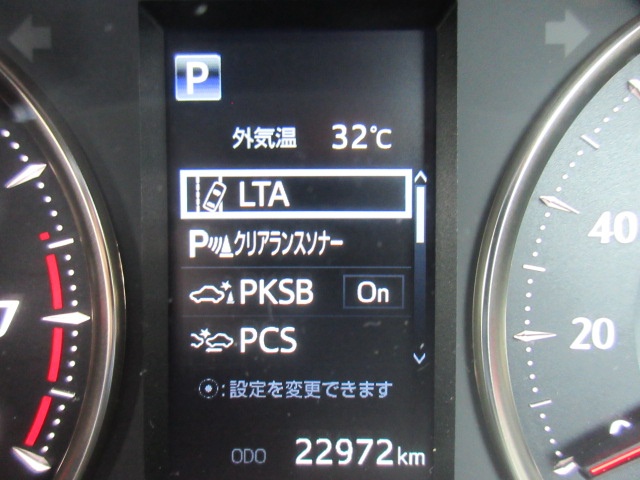 P
外気温 32℃
LTA
P クリアランスソナー
PKSB On
PCS
:設定を変更できます
ODO 22972km
40
20